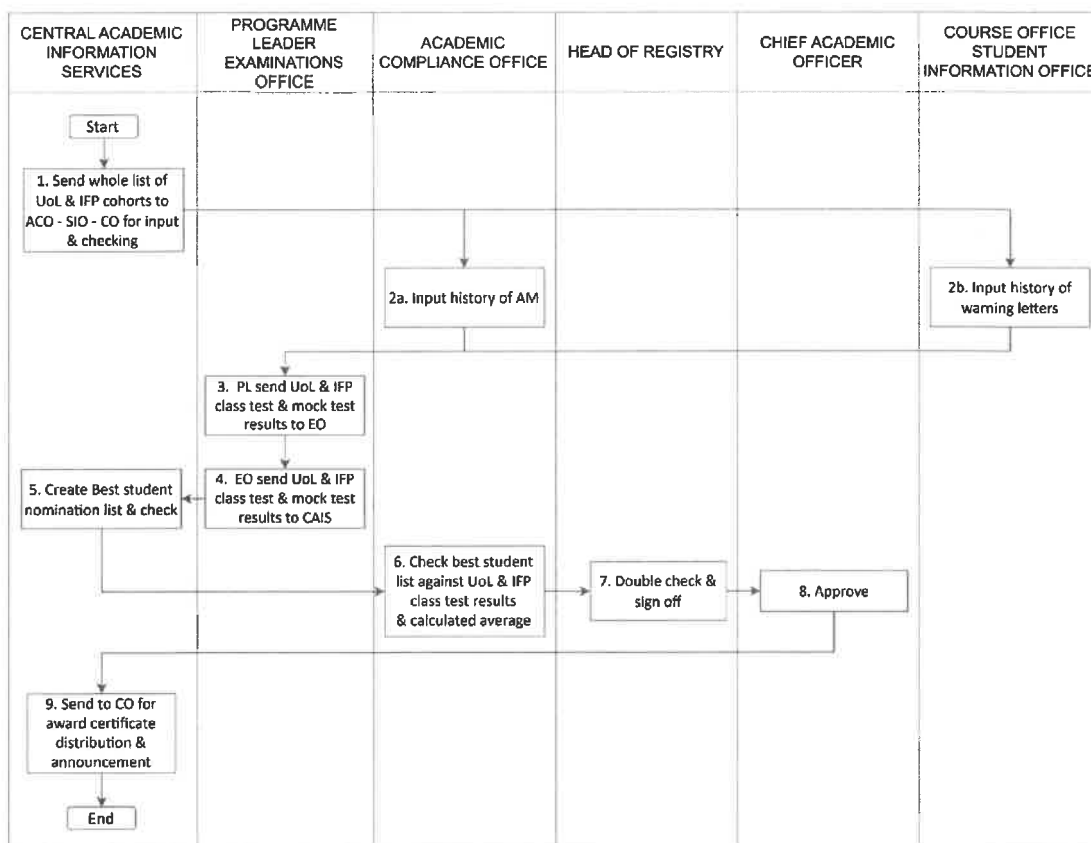 CENTRAL ACADEMIC
INFORMATION
SERVICES
PROGRAMME
LEADER
EXAMINATIONS
OFFICE
ACADEMIC
COMPLIANCE OFFICE
HEAD OF REGISTRY
CHIEF ACADEMIC
OFFICER
COURSE OFFICE
STUDENT
INFORMATION OFFICE
Start
1. Send whole list of
UoL & IFP cohorts to
ACO - SIO - CO for input
& checking
2a. Input history of AM
2b. Input history of
warning letters
3. PL send UoL & IFP
class test & mock test
results to EO
4. EO send UoL & IFP
class test & mock test
results to CAIS
5. Create Best student
nomination list & check
6. Check best student
list against UoL & IFP
class test results
& calculated average
7. Double check &
sign off
8. Approve
9. Send to CO for
award certificate
distribution &
announcement
End